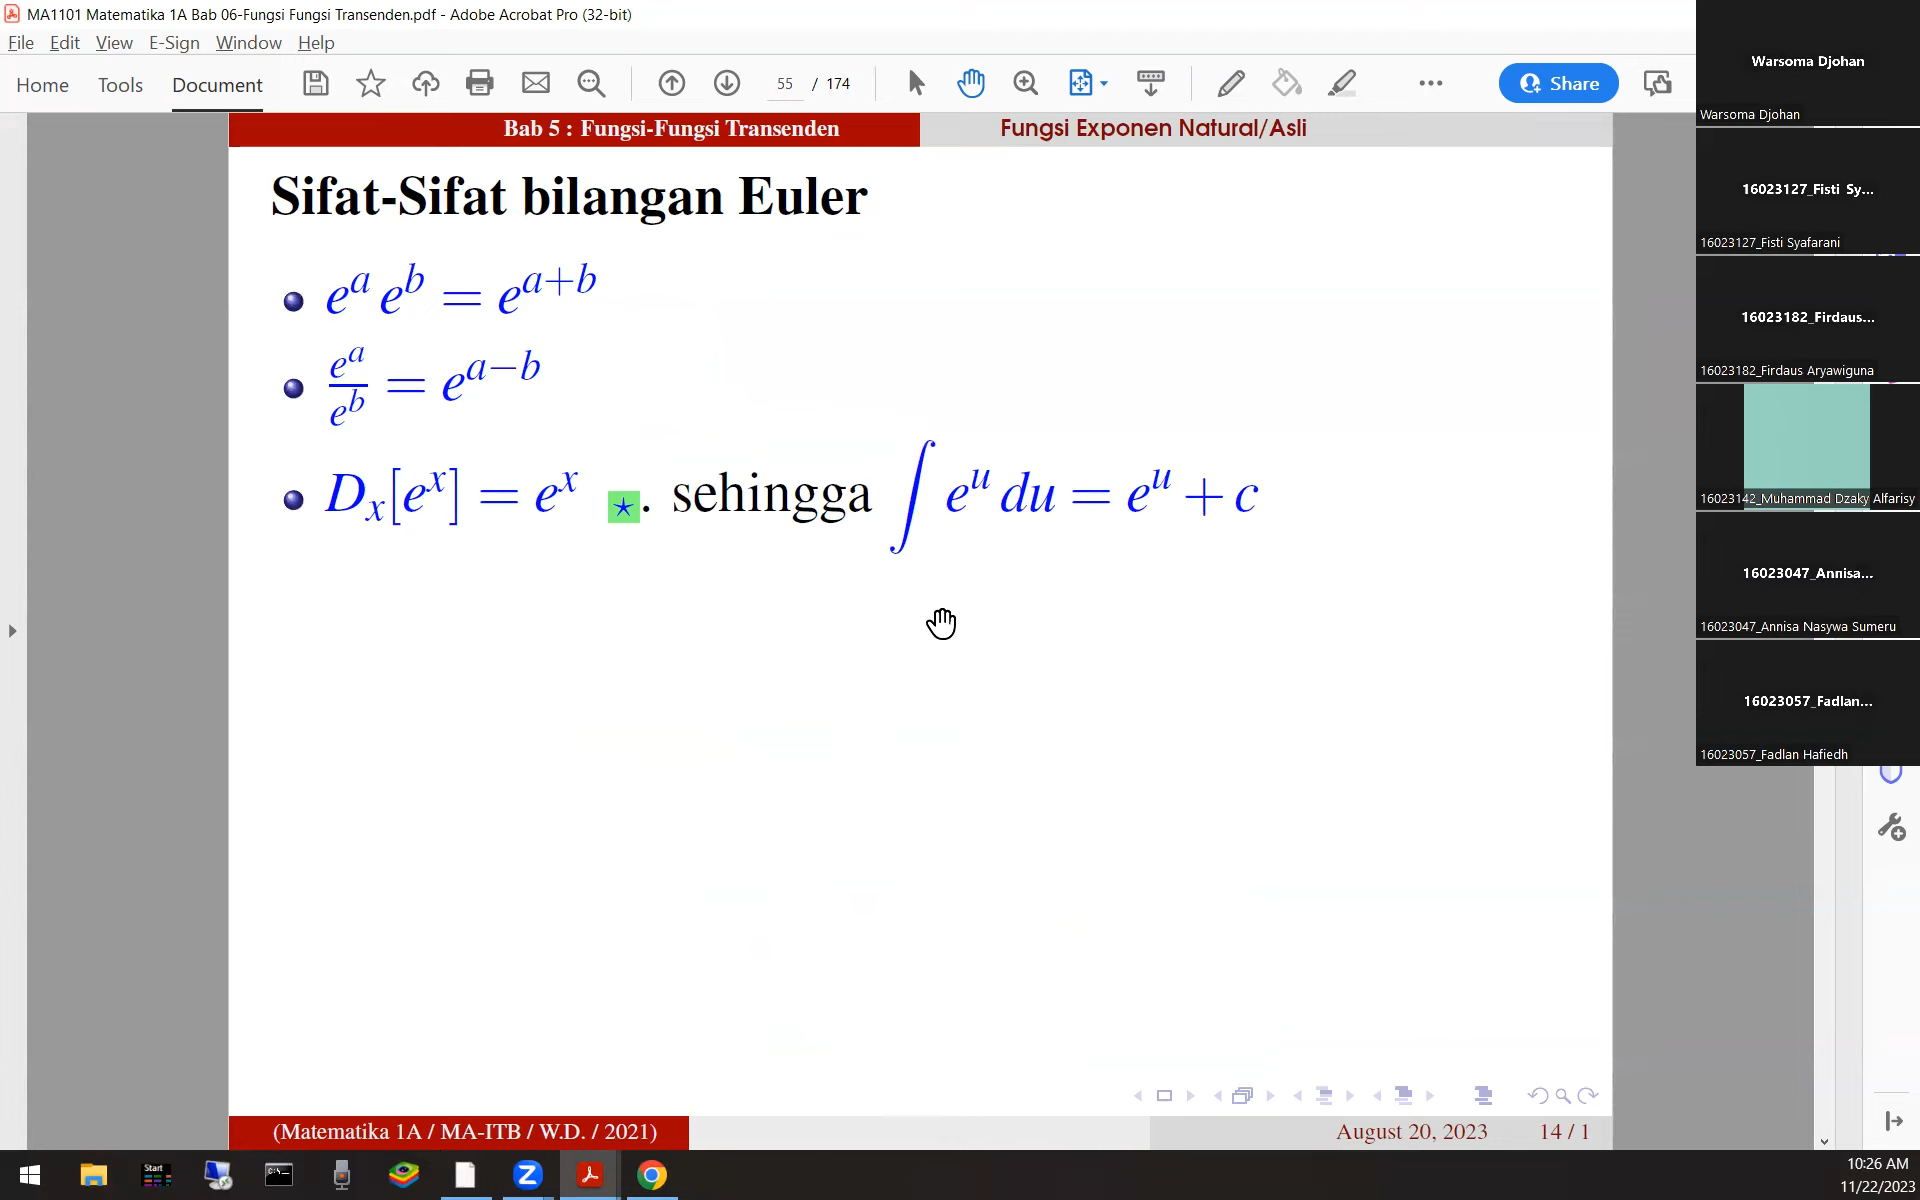 MA1101 Matematika 1A Bab 06-Fungsi Fungsi Transenden.pdf - Adobe Acrobat Pro (32-bit)
File Edit View E-Sign Window Help
Home Tools Document 55 / 174 Share
Bab 5 : Fungsi-Fungsi Transenden Fungsi Exponen Natural/Asli
Sifat-Sifat bilangan Euler
e^a e^b = e^{a+b}
\frac{e^a}{e^b} = e^{a-b}
D_x[e^x] = e^x ⋆. sehingga ∫ e^u du = e^u + c
(Matematika 1A / MA-ITB / W.D. / 2021) August 20, 2023 14 / 1
Warsoma Djohan
Warsoma Djohan
16023127_Fisti Sy...
16023127_Fisti Syafarani
16023182_Firdaus...
16023182_Firdaus Aryawiguna
16023142_Muhammad Dzaky Alfarisy
16023047_Annisa...
16023047_Annisa Nasywa Sumeru
16023057_Fadlan...
16023057_Fadlan Hafiedh
Start
10:26 AM
11/22/2023